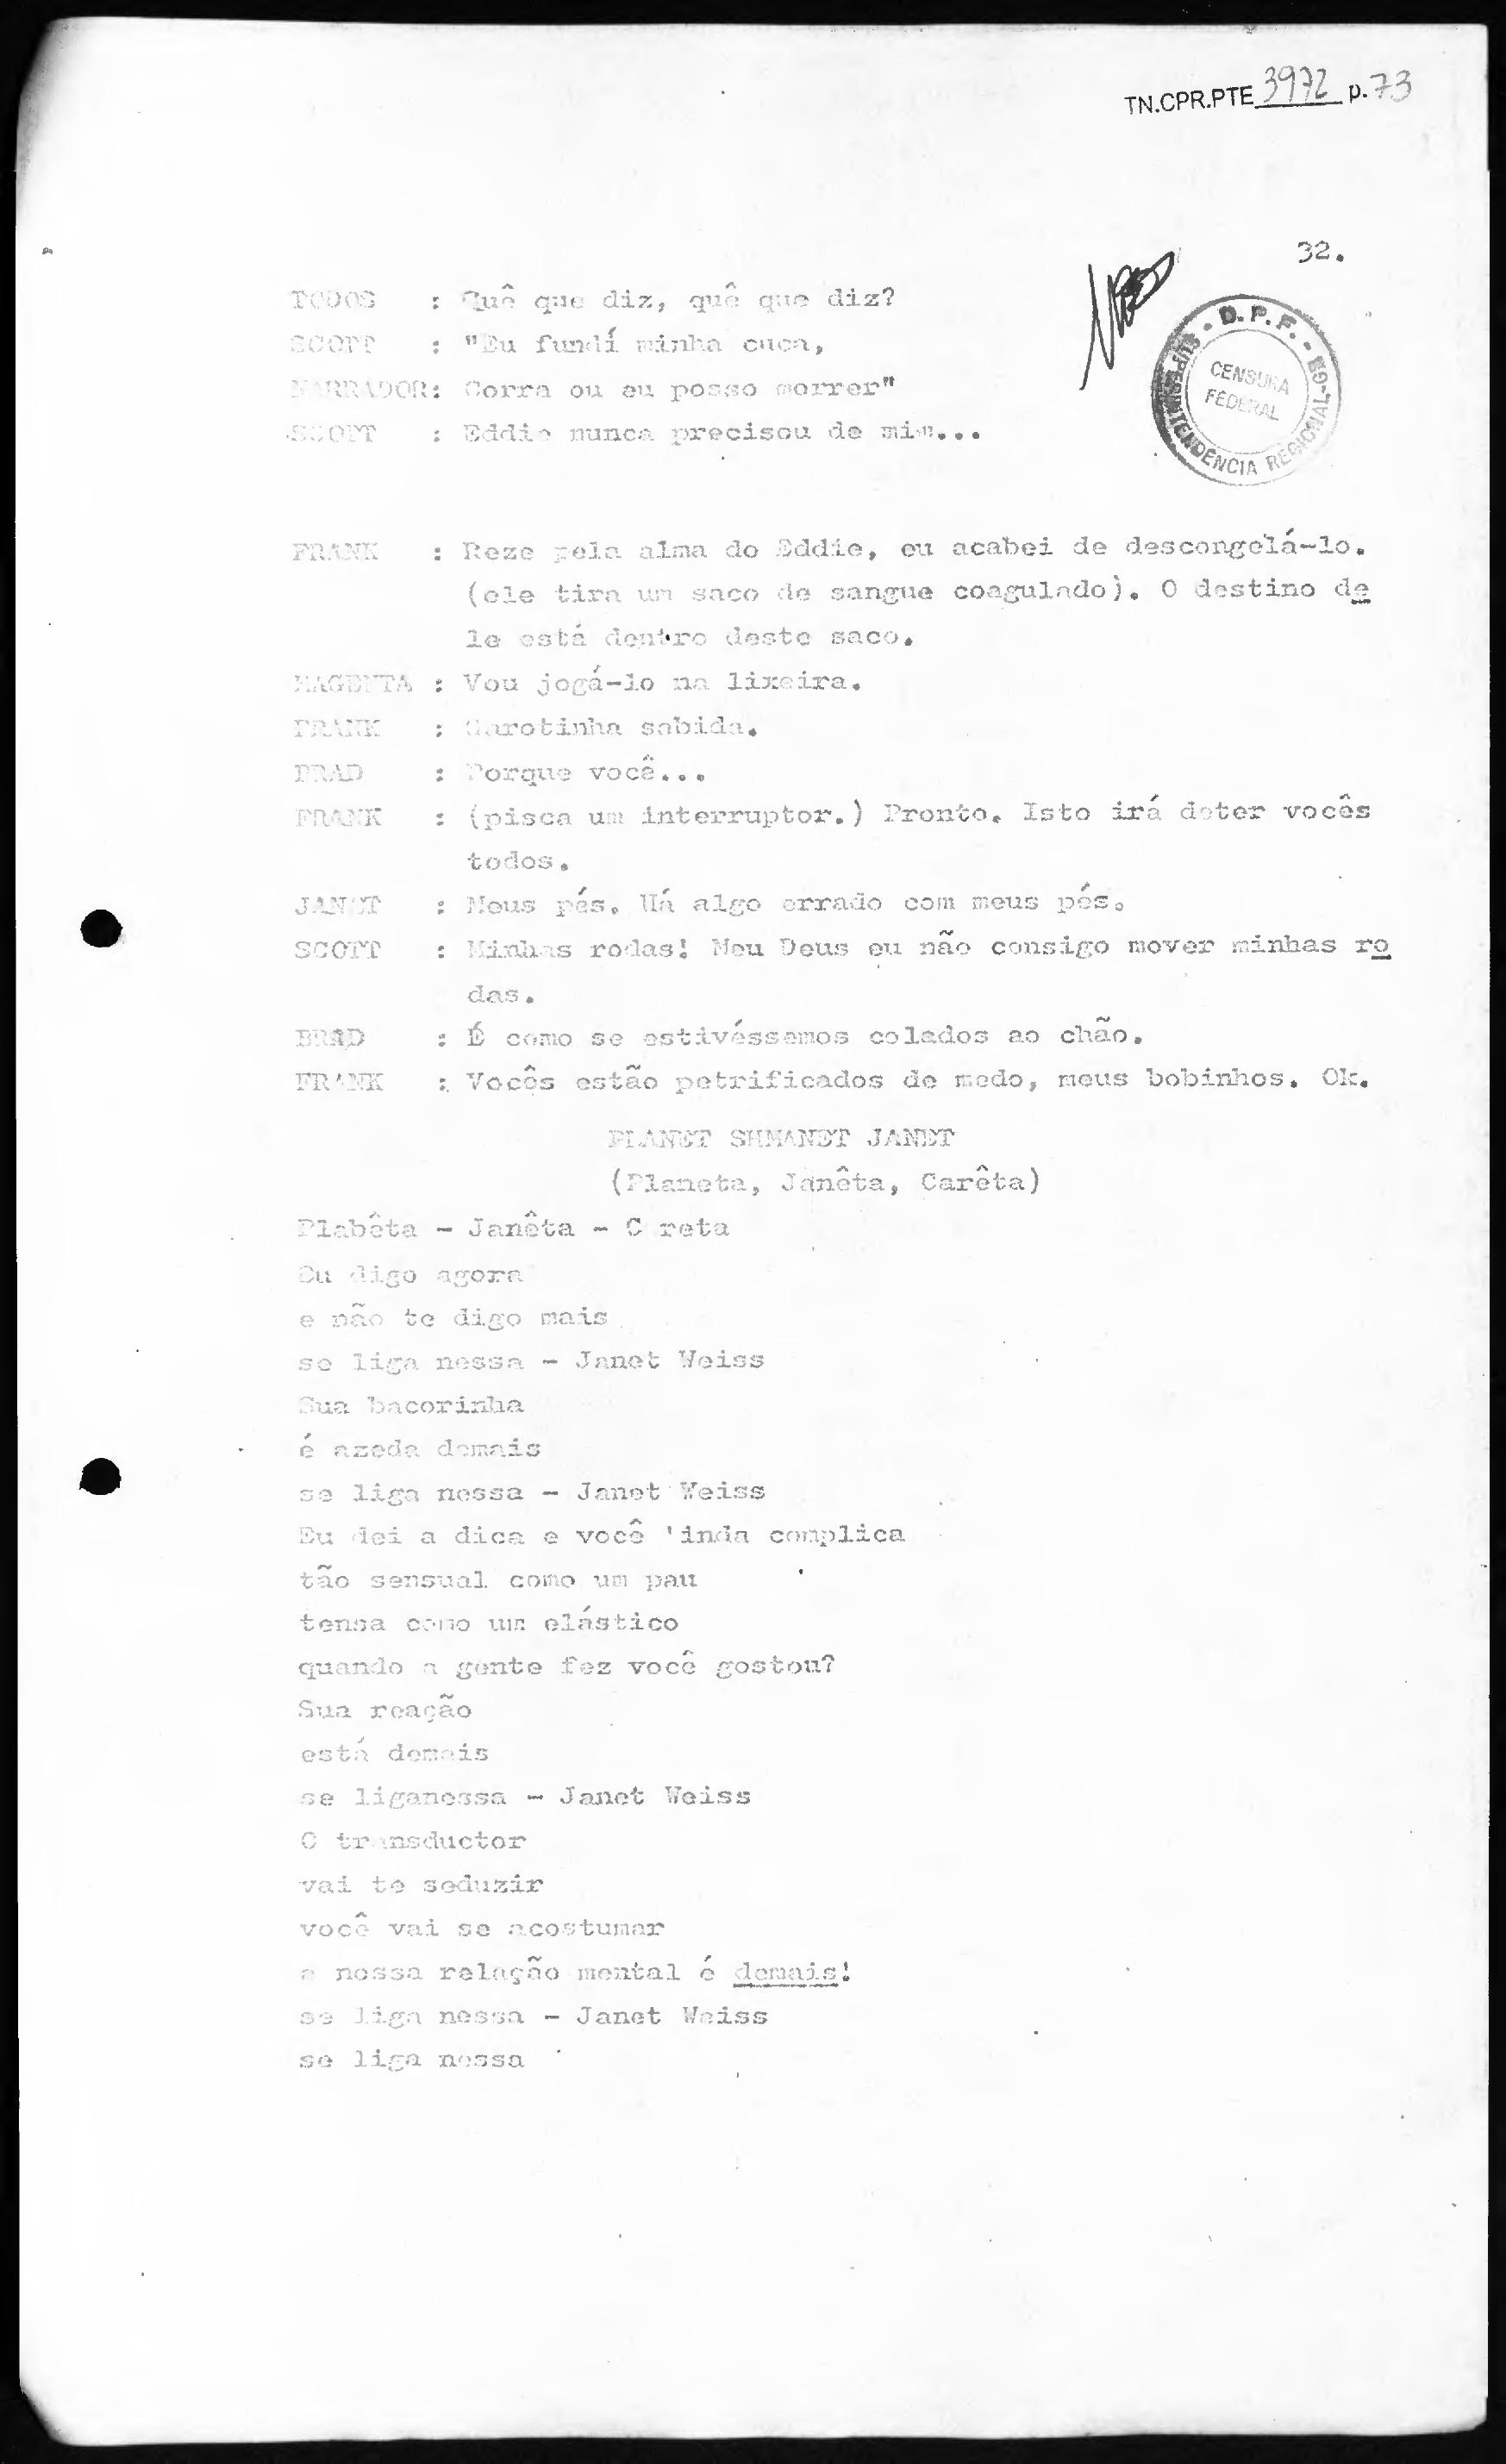 TN.CPR.PTE 3972 p.73
32.
D.P.F. - SUPERINTENDÊNCIA REGIONAL-GB
CENSURA
FEDERAL
TODOS : Quê que diz, quê que diz?
SCOTT : "Eu fundí minha cuca,
NARRADOR: Corra ou eu posso morrer"
SCOTT : Eddie nunca precisou de mim...
FRANK : Reze pela alma do Eddie, eu acabei de descongelá-lo.
(ele tira um saco de sangue coagulado). O destino de
le está dentro deste saco.
MAGENTA : Vou jogá-lo na lixeira.
FRANK : Garotinha sabida.
BRAD : Porque você...
FRANK : (pisca um interruptor.) Pronto. Isto irá deter vocês
todos.
JANET : Meus pés. Há algo errado com meus pés.
SCOTT : Minhas rodas! Meu Deus eu não consigo mover minhas ro
das.
BRAD : É como se estivéssemos colados ao chão.
FRANK : Vocês estão petrificados de medo, meus bobinhos. Ok.
PLANET SHMANET JANET
(Planeta, Janêta, Carêta)
Plabêta - Janêta - C reta
Eu digo agora
e não te digo mais
se liga nessa - Janet Weiss
Sua bacorinha
é azeda demais
se liga nessa - Janet Weiss
Eu dei a dica e você 'inda complica
tão sensual como um pau
tensa como um elástico
quando a gente fez você gostou?
Sua reação
está demais
se liganessa - Janet Weiss
O transductor
vai te seduzir
você vai se acostumar
a nossa relação mental é demais!
se liga nessa - Janet Weiss
se liga nessa